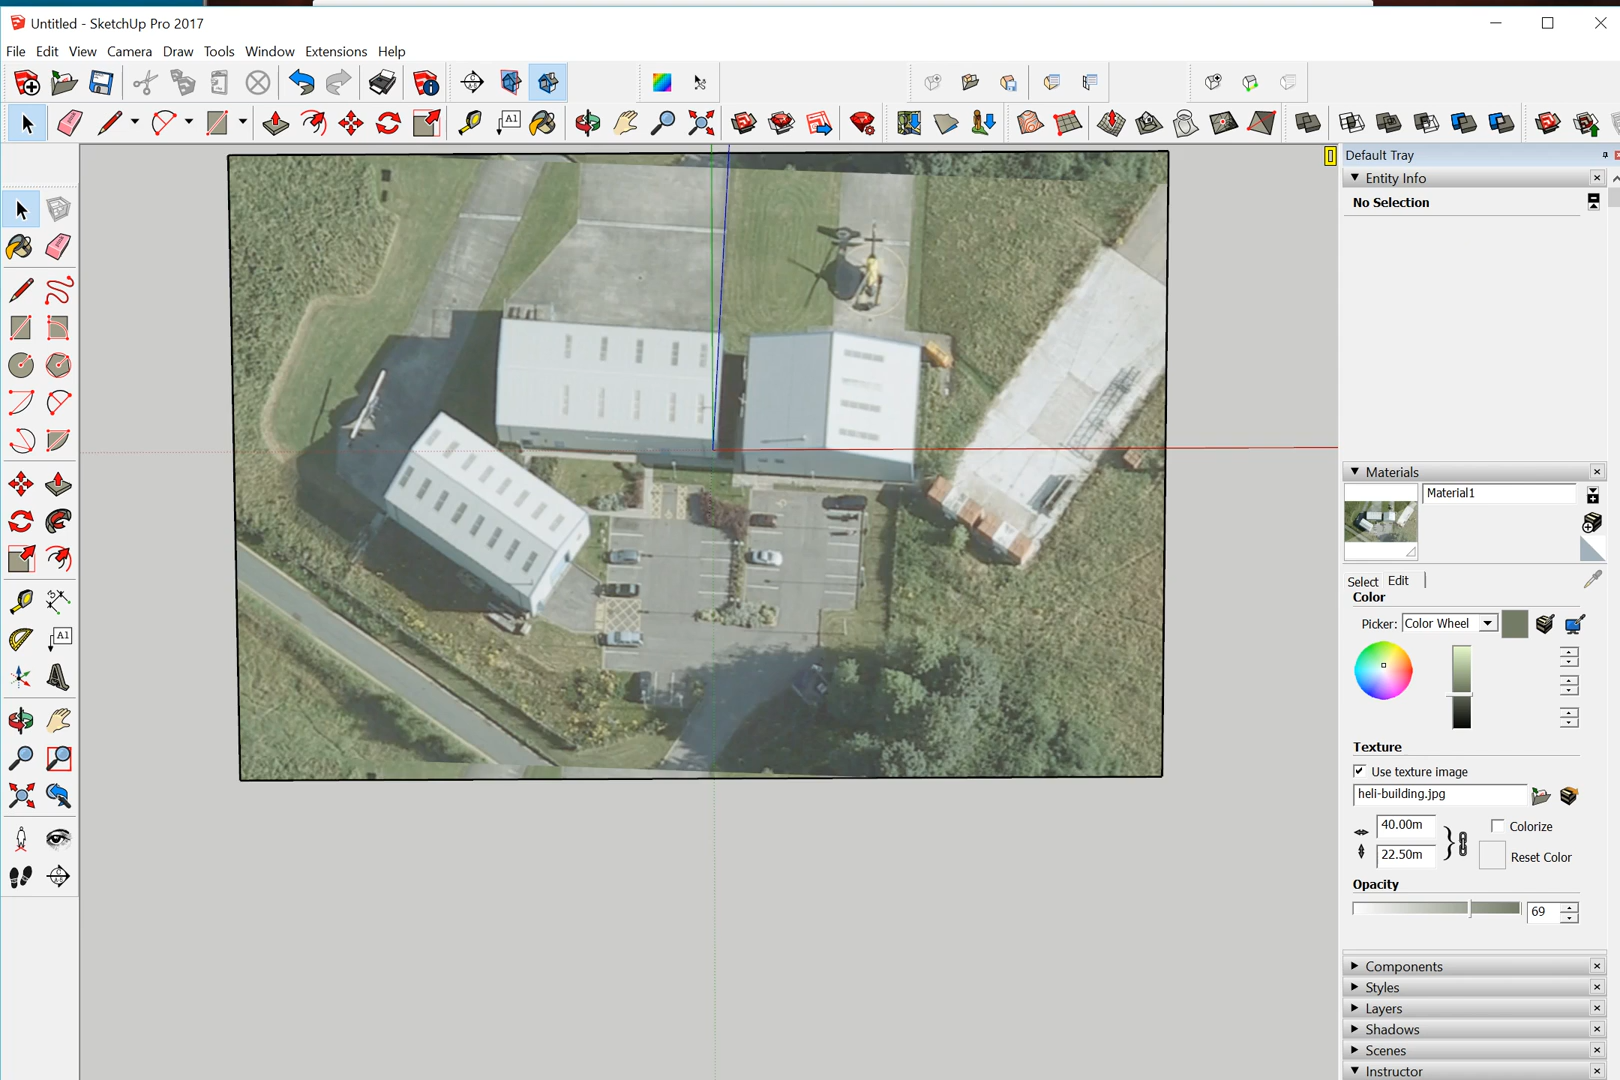 Untitled - SketchUp Pro 2017
File Edit View Camera Draw Tools Window Extensions Help
A1
Default Tray
Entity Info
No Selection
Materials
Material1
Select Edit
Color
Picker: Color Wheel
A1
Texture
Use texture image
heli-building.jpg
40.00m
Colorize
22.50m
Reset Color
Opacity
69
Components
Styles
Layers
Shadows
Scenes
Instructor